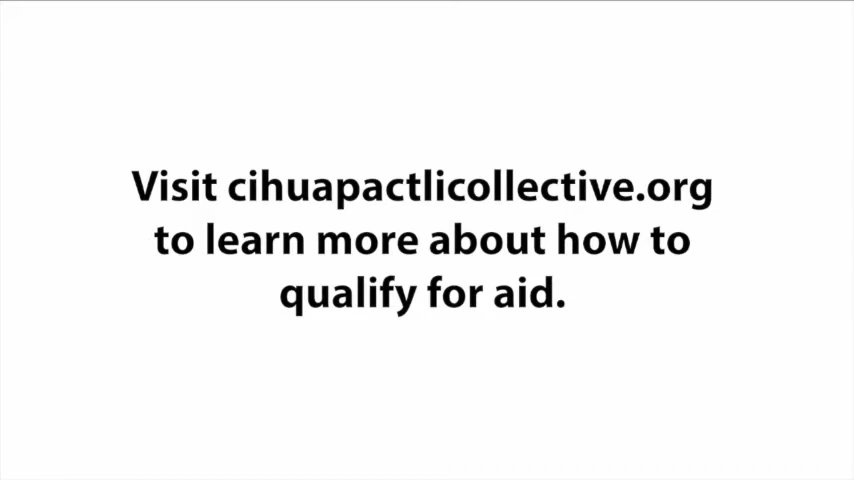 Visit cihuapactlicollective.org
to learn more about how to
qualify for aid.